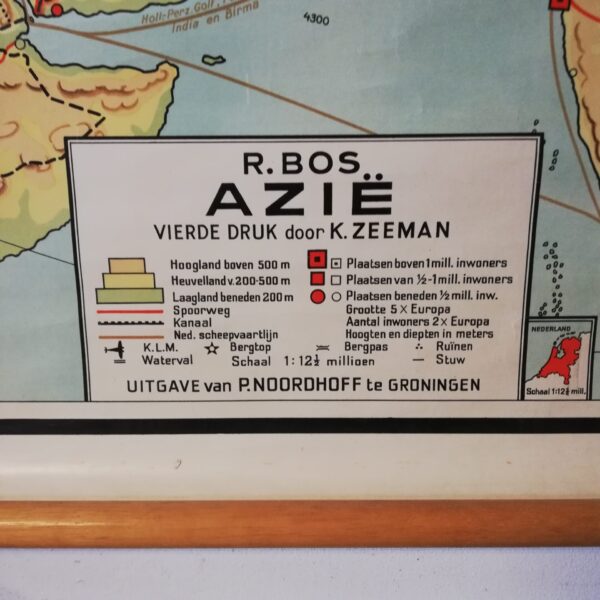 Holl.-Perz. Golf,
India en Birma
4300
R. BOS
AZIË
VIERDE DRUK door K. ZEEMAN
Hoogland boven 500 m
Heuvelland v. 200-500 m
Laagland beneden 200 m
Spoorweg
Kanaal
Ned. scheepvaartlijn
Plaatsen boven 1 mill. inwoners
Plaatsen van ½-1 mill. inwoners
Plaatsen beneden ½ mill. inw.
Grootte 5 X Europa
Aantal inwoners 2 X Europa
Hoogten en diepten in meters
K.L.M. Bergtop Bergpas Ruïnen
Waterval Schaal 1:12½ millioen Stuw
UITGAVE van P. NOORDHOFF te GRONINGEN
NEDERLAND
Schaal 1:12½ mill.